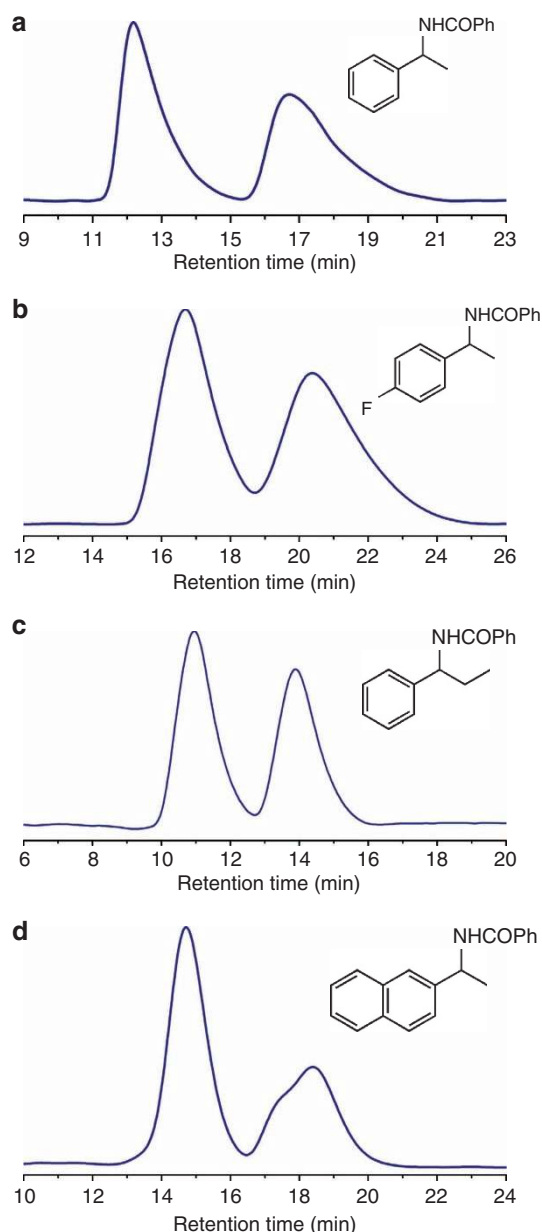 a
NHCOPh
9 11 13 15 17 19 21 23
Retention time (min)
b
NHCOPh
F
12 14 16 18 20 22 24 26
Retention time (min)
c
NHCOPh
6 8 10 12 14 16 18 20
Retention time (min)
d
NHCOPh
10 12 14 16 18 20 22 24
Retention time (min)